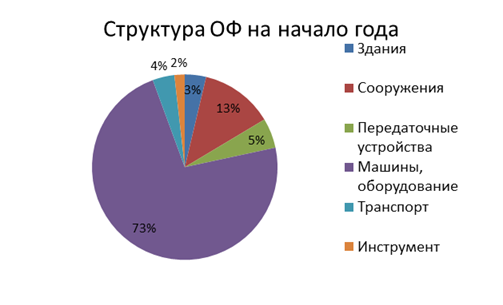 Структура ОФ на начало года
Здания
Сооружения
Передаточные
устройства
Машины,
оборудование
Транспорт
Инструмент
3%
13%
5%
73%
4%
2%